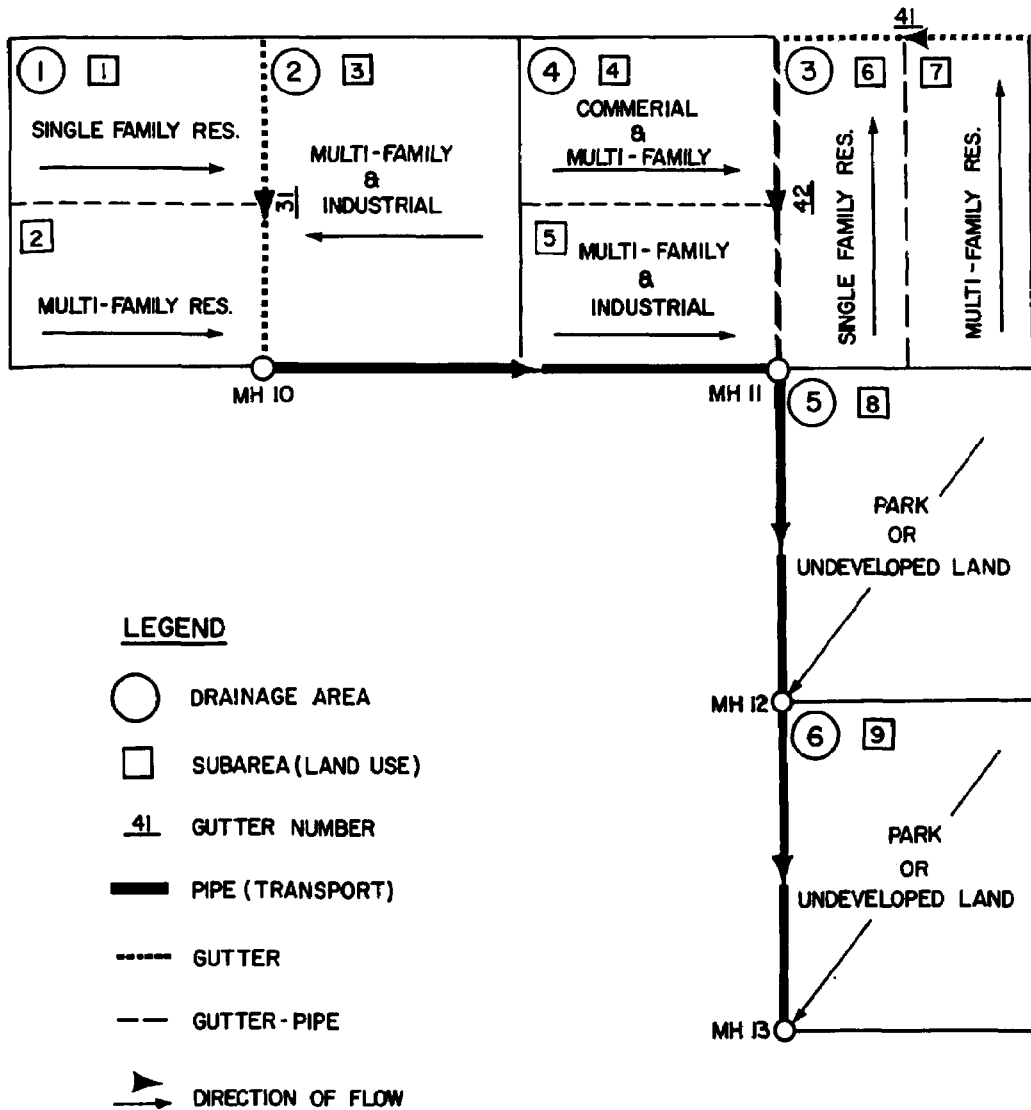 41
1 1
2 3
4 4
3 6 7
SINGLE FAMILY RES.
MULTI-FAMILY
&
INDUSTRIAL
31
COMMERIAL
&
MULTI-FAMILY
42
SINGLE FAMILY RES.
MULTI-FAMILY RES.
2
MULTI-FAMILY RES.
5
MULTI-FAMILY
&
INDUSTRIAL
MH 10
MH 11
5 8
PARK
OR
UNDEVELOPED LAND
MH 12
6 9
PARK
OR
UNDEVELOPED LAND
MH 13
LEGEND
DRAINAGE AREA
SUBAREA (LAND USE)
41 GUTTER NUMBER
PIPE (TRANSPORT)
GUTTER
GUTTER-PIPE
DIRECTION OF FLOW